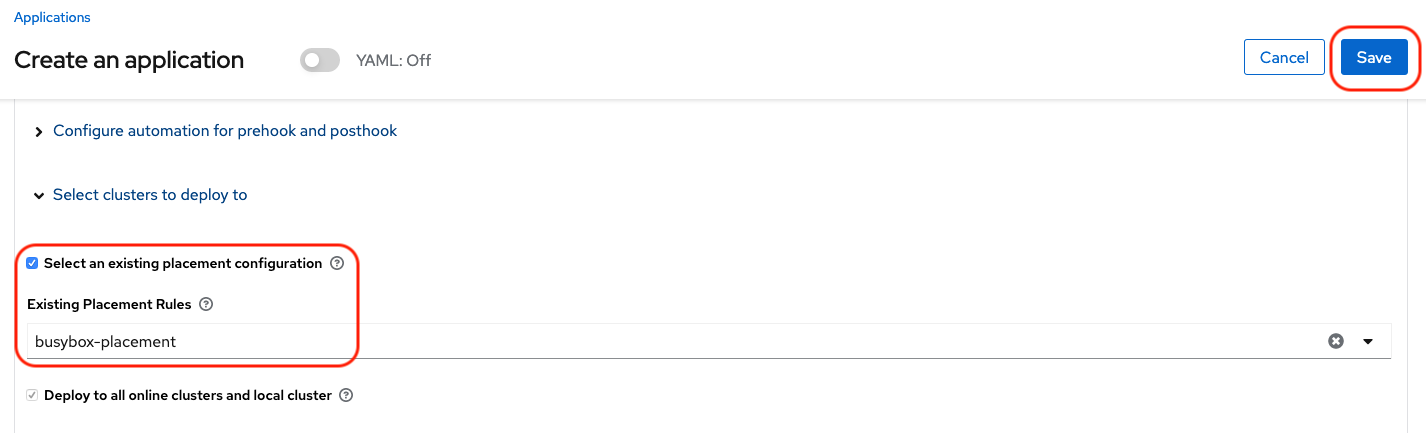 Applications
Create an application
YAML: Off
Cancel
Save
Configure automation for prehook and posthook
Select clusters to deploy to
Select an existing placement configuration
Existing Placement Rules
busybox-placement
Deploy to all online clusters and local cluster